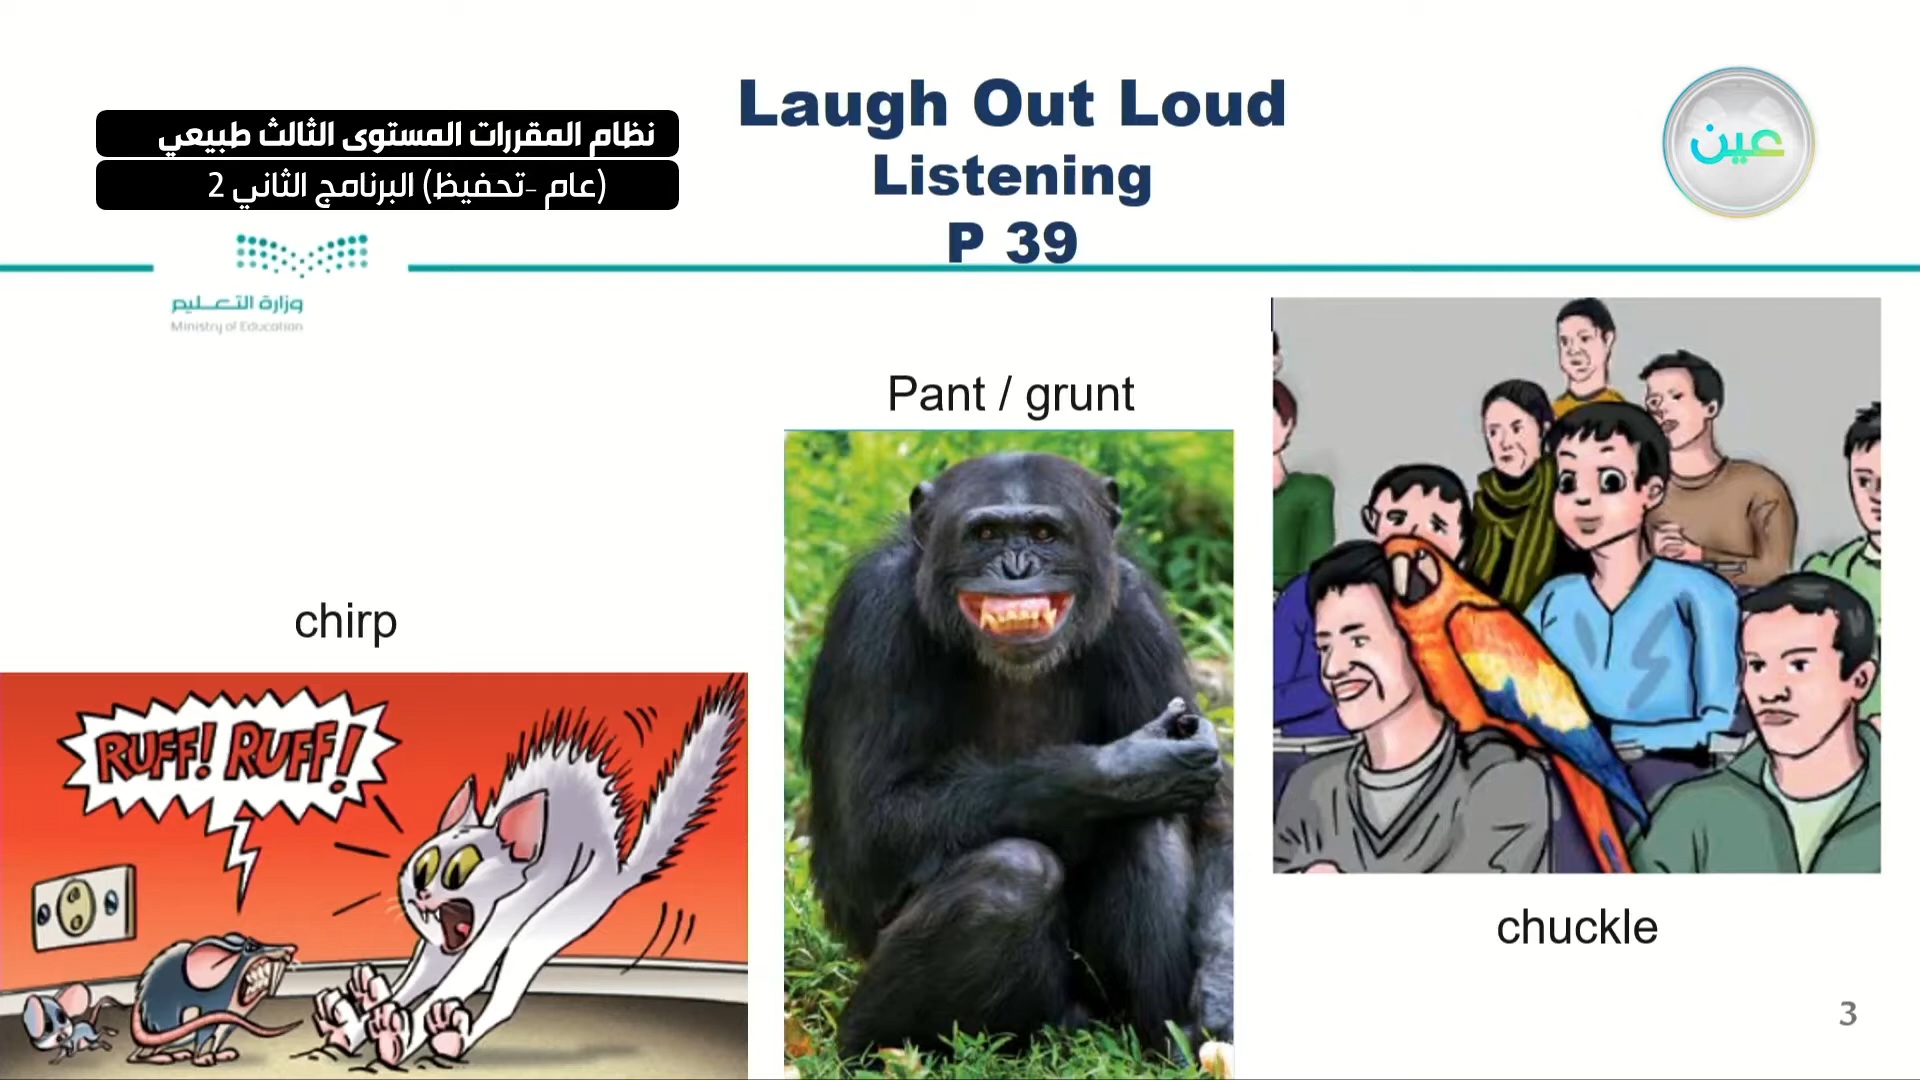 Laugh Out Loud
Listening
P 39
نظام المقررات المستوى الثالث طبيعي
(عام -تحفيظ) البرنامج الثاني 2
عين
وزارة التعليم
Ministry of Education
Pant / grunt
chirp
RUFF! RUFF!
chuckle
3